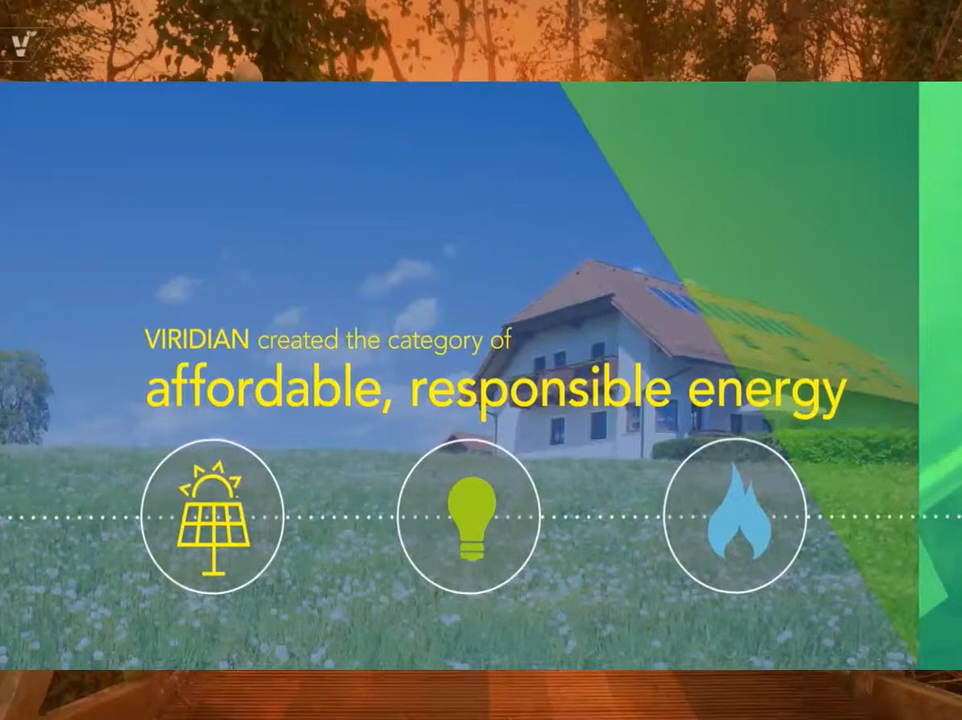 VIRIDIAN created the category of
affordable, responsible energy